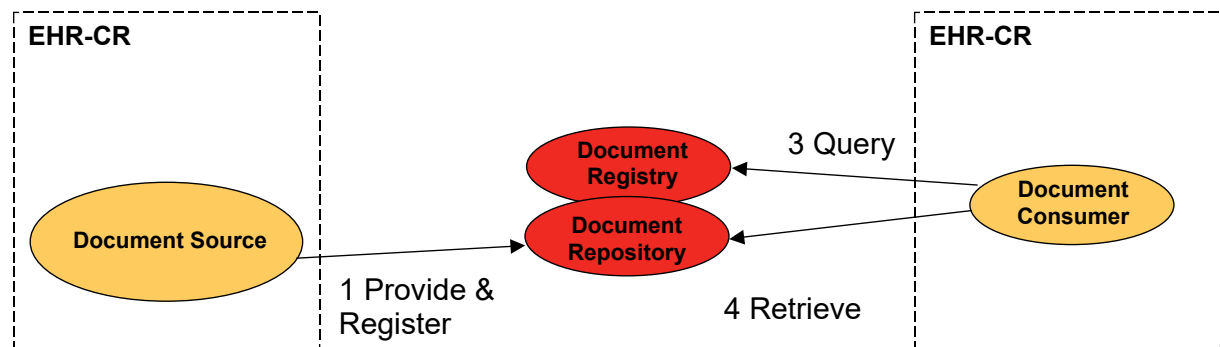 EHR-CR
EHR-CR
Document
Registry
3 Query
Document
Consumer
Document Source
Document
Repository
1 Provide &
Register
4 Retrieve